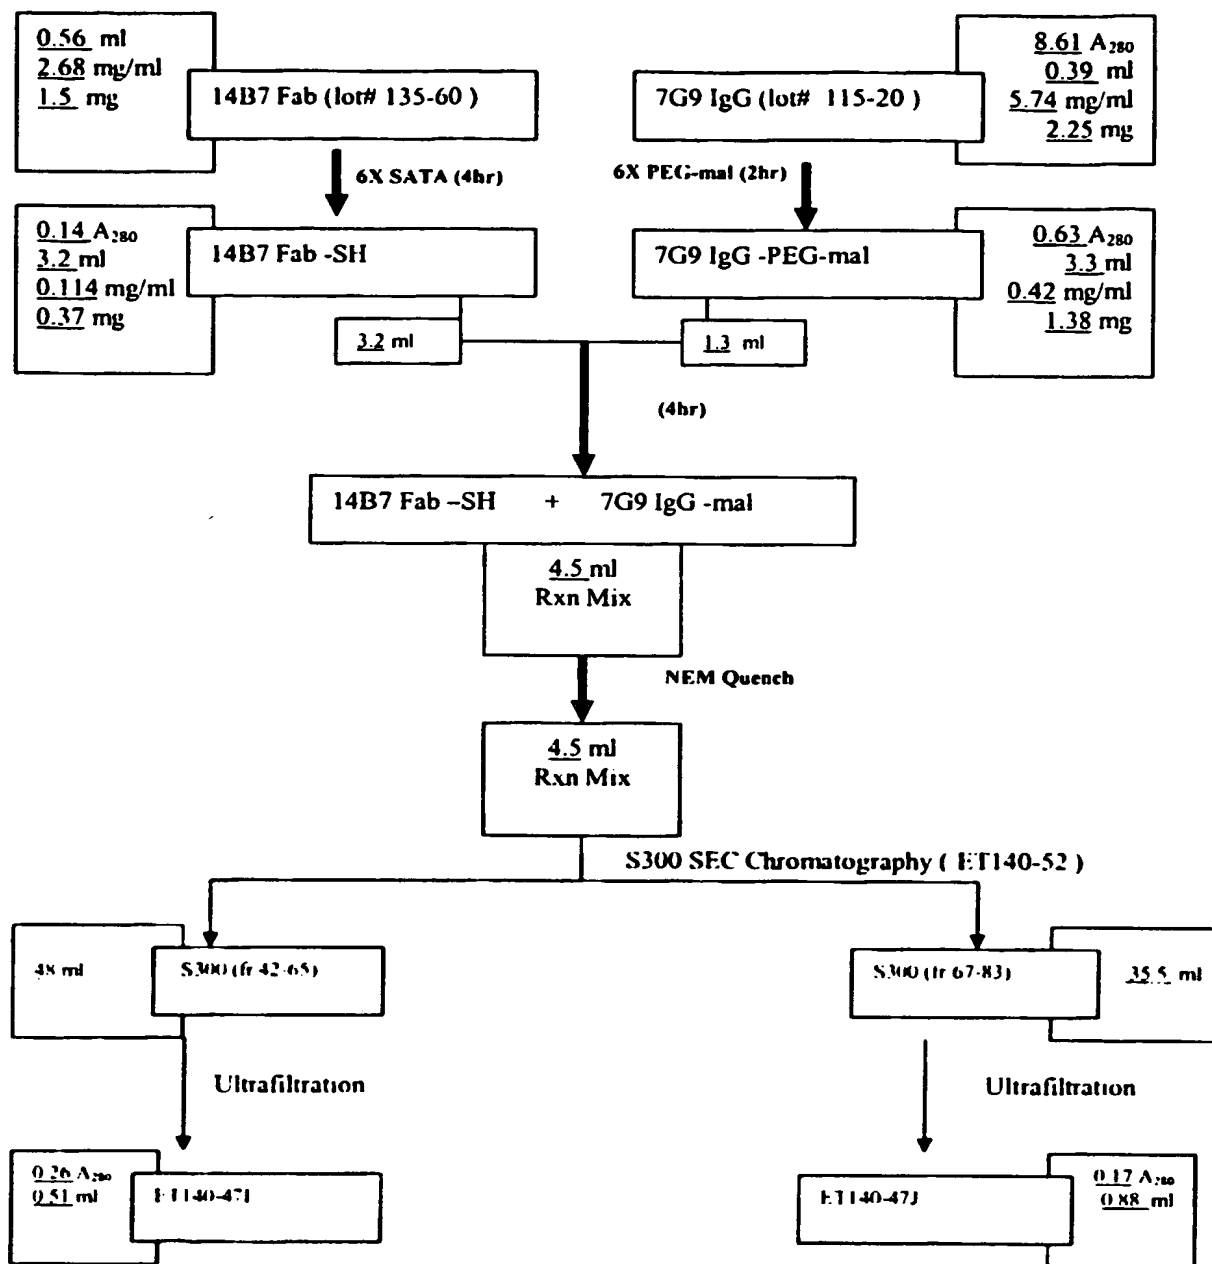 0.56 ml
2.68 mg/ml
1.5 mg
14B7 Fab (lot# 135-60 )
8.61 A280
0.39 ml
5.74 mg/ml
2.25 mg
7G9 IgG (lot# 115-20 )
6X SATA (4hr)
6X PEG-mal (2hr)
0.14 A280
3.2 ml
0.114 mg/ml
0.37 mg
14B7 Fab -SH
7G9 IgG -PEG-mal
0.63 A280
3.3 ml
0.42 mg/ml
1.38 mg
3.2 ml
1.3 ml
(4hr)
14B7 Fab –SH + 7G9 IgG -mal
4.5 ml
Rxn Mix
NEM Quench
4.5 ml
Rxn Mix
S300 SEC Chromatography ( ET140-52 )
48 ml
S300 (fr 42-65)
S300 (fr 67-83)
35.5 ml
Ultrafiltration
Ultrafiltration
0.26 A280
0.51 ml
ET140-47I
ET140-47J
0.17 A280
0.88 ml